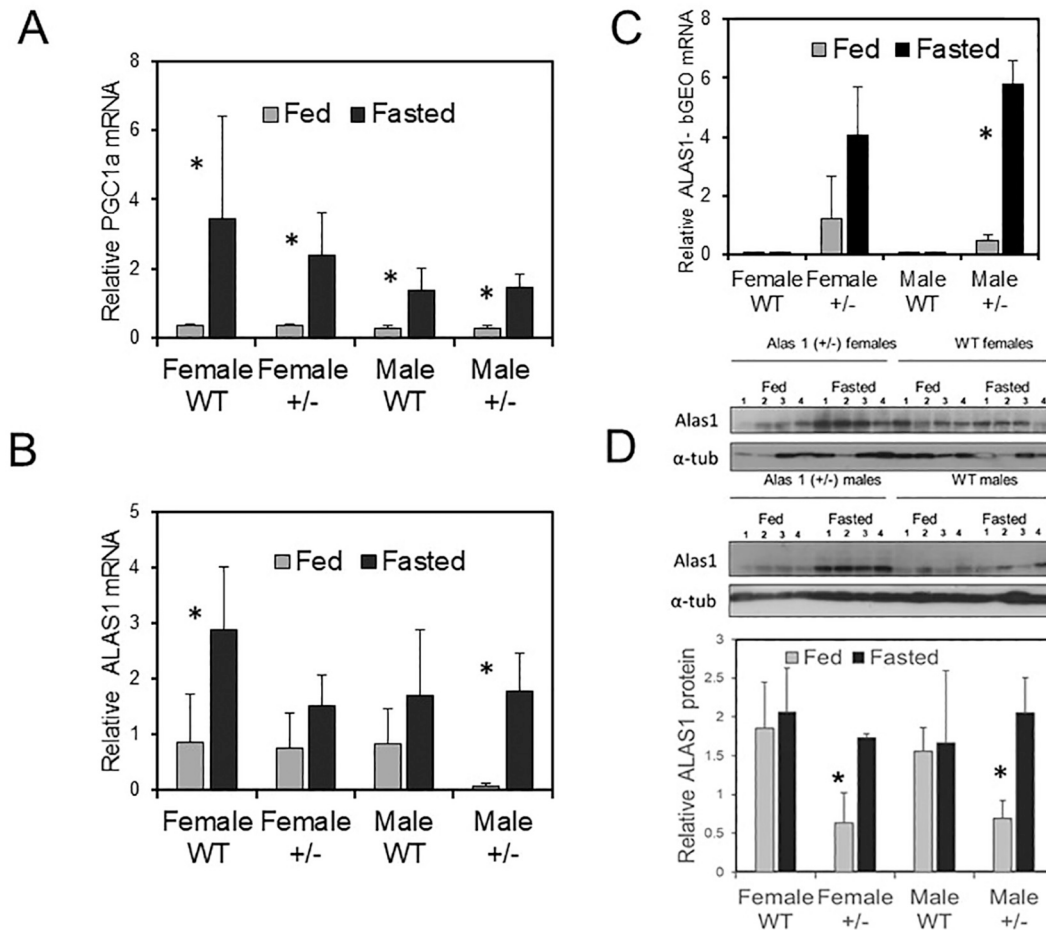 A
Relative PGC1a mRNA
8
6
4
2
0
Fed Fasted
*
*
*
*
Female WT
Female +/-
Male WT
Male +/-
B
Relative ALAS1 mRNA
5
4
3
2
1
0
Fed Fasted
*
*
Female WT
Female +/-
Male WT
Male +/-
C
Relative ALAS1- bGEO mRNA
8
6
4
2
0
Fed Fasted
*
Female WT
Female +/-
Male WT
Male +/-
D
Alas 1 (+/-) females WT females
Fed Fasted Fed Fasted
1 2 3 4 1 2 3 4 1 2 3 4 1 2 3 4
Alas1
α-tub
Alas 1 (+/-) males WT males
Fed Fasted Fed Fasted
1 2 3 4 1 2 3 4 1 2 3 4 1 2 3 4
Alas1
α-tub
Relative ALAS1 protein
3
2.5
2
1.5
1
0.5
0
Fed Fasted
*
*
Female WT
Female +/-
Male WT
Male +/-